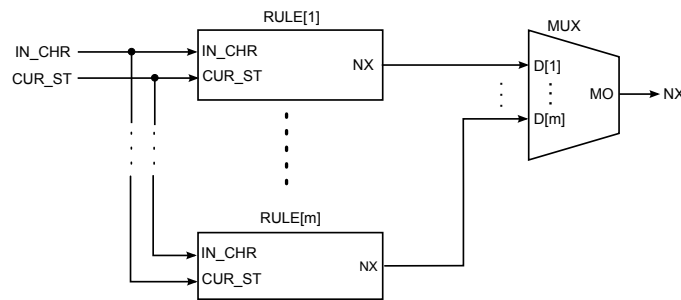 RULE[1]
MUX
IN_CHR
CUR_ST
IN_CHR
CUR_ST
NX
D[1]
D[m]
MO
NX
RULE[m]
IN_CHR
CUR_ST
NX